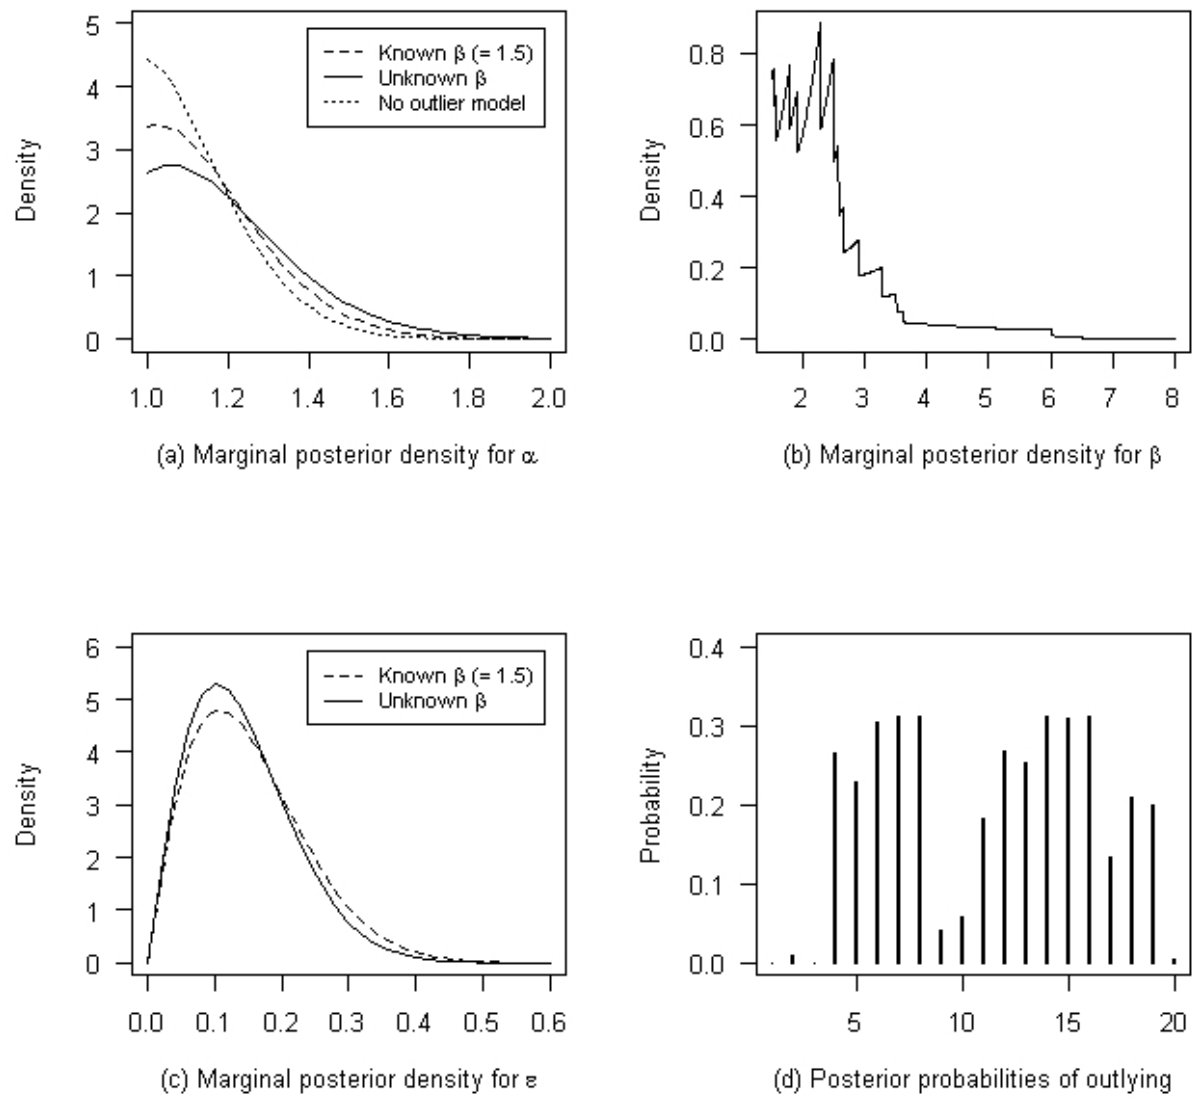 Density
5
4
3
2
1
0
Known β (= 1.5)
Unknown β
No outlier model
1.0 1.2 1.4 1.6 1.8 2.0
(a) Marginal posterior density for α
Density
0.8
0.6
0.4
0.2
0.0
2 3 4 5 6 7 8
(b) Marginal posterior density for β
Density
6
5
4
3
2
1
0
Known β (= 1.5)
Unknown β
0.0 0.1 0.2 0.3 0.4 0.5 0.6
(c) Marginal posterior density for ε
Probability
0.4
0.3
0.2
0.1
0.0
5 10 15 20
(d) Posterior probabilities of outlying